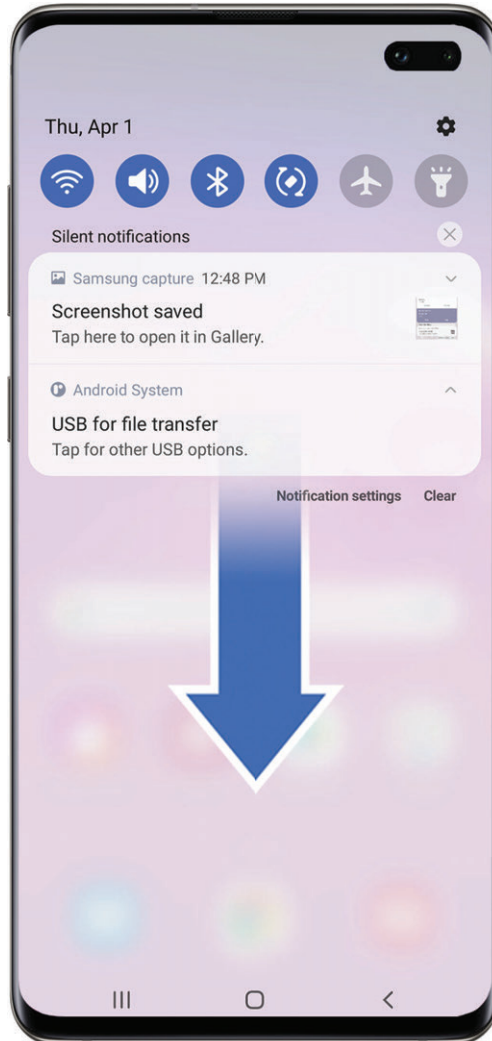 Thu, Apr 1
Silent notifications
Samsung capture 12:48 PM
Screenshot saved
Tap here to open it in Gallery.
Android System
USB for file transfer
Tap for other USB options.
Notification settings Clear